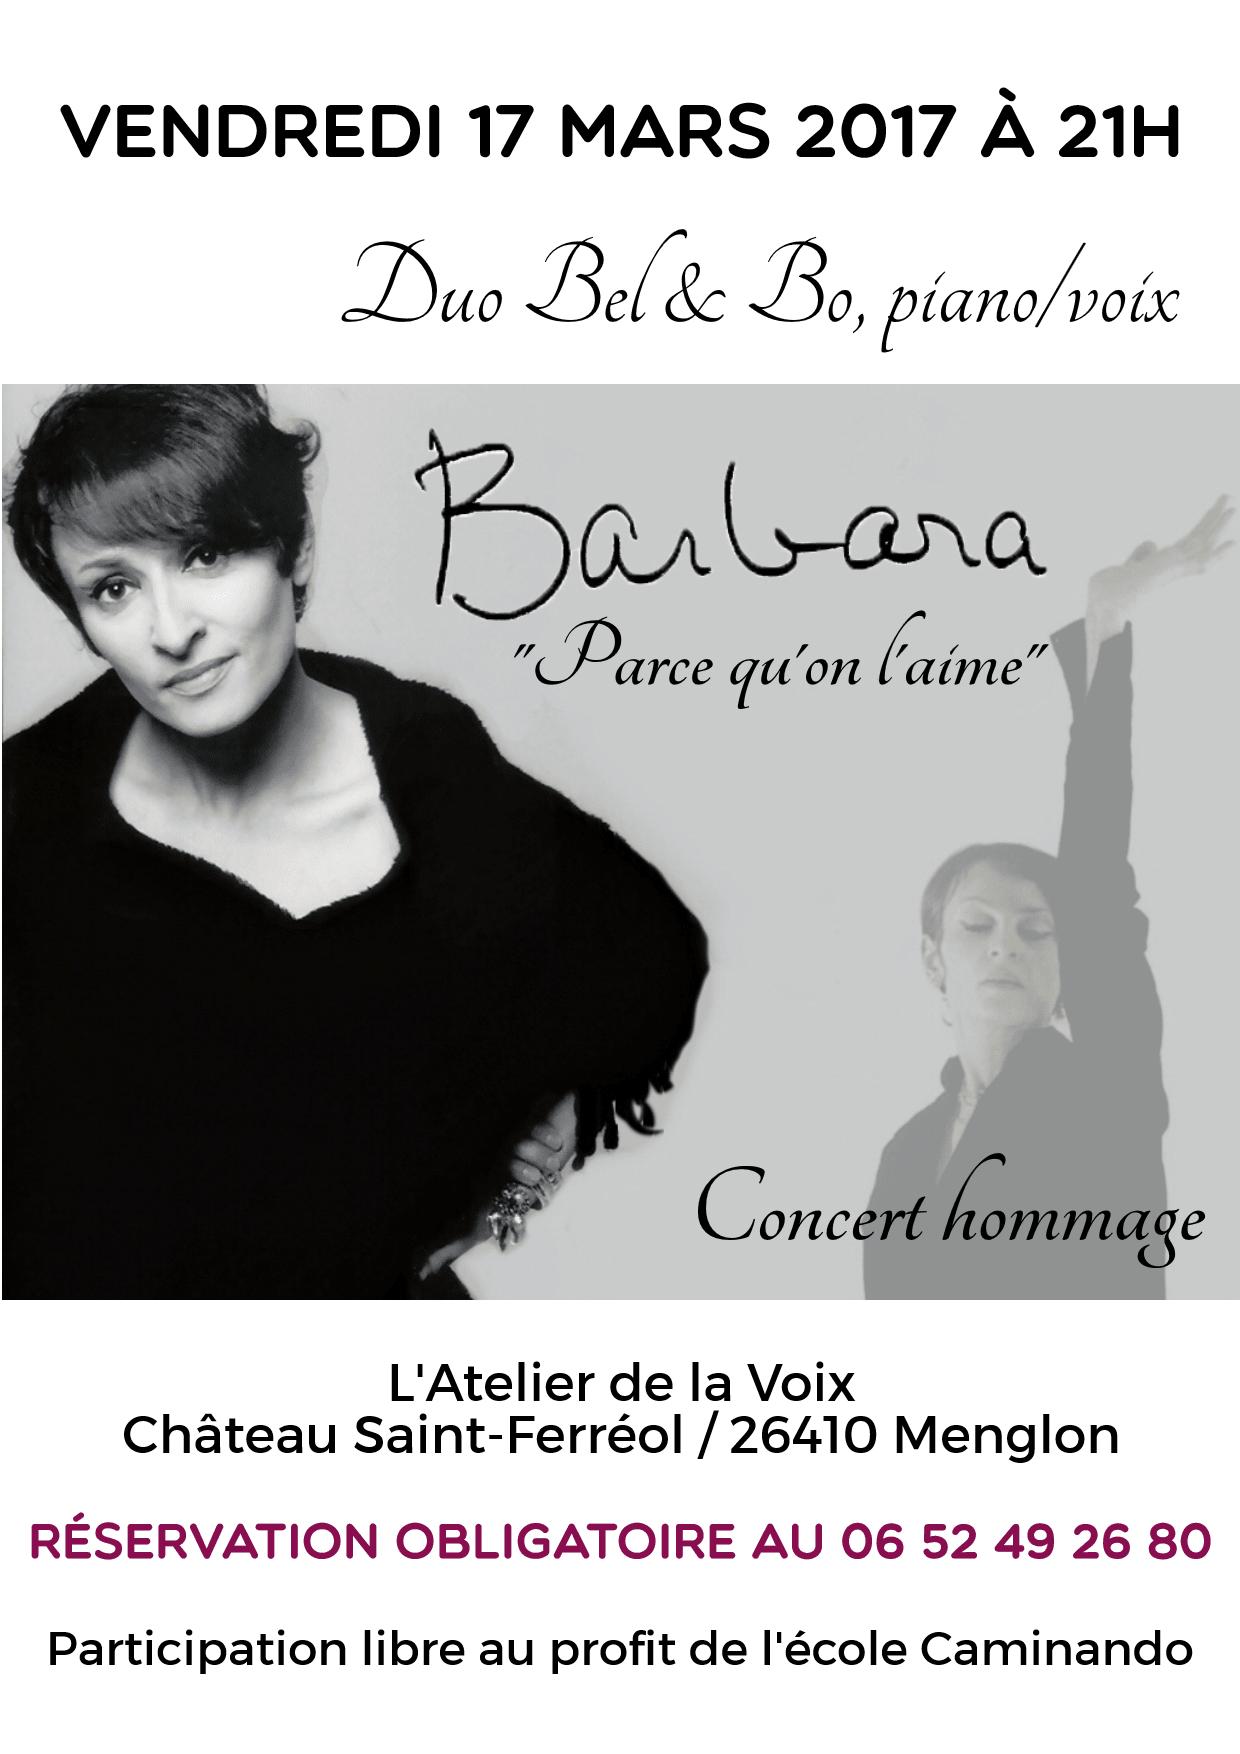 VENDREDI 17 MARS 2017 À 21H
Duo Bel & Bo, piano/voix
Barbara
"Parce qu'on l'aime"
Concert hommage
L'Atelier de la Voix
Château Saint-Ferréol / 26410 Menglon
RÉSERVATION OBLIGATOIRE AU 06 52 49 26 80
Participation libre au profit de l'école Caminando